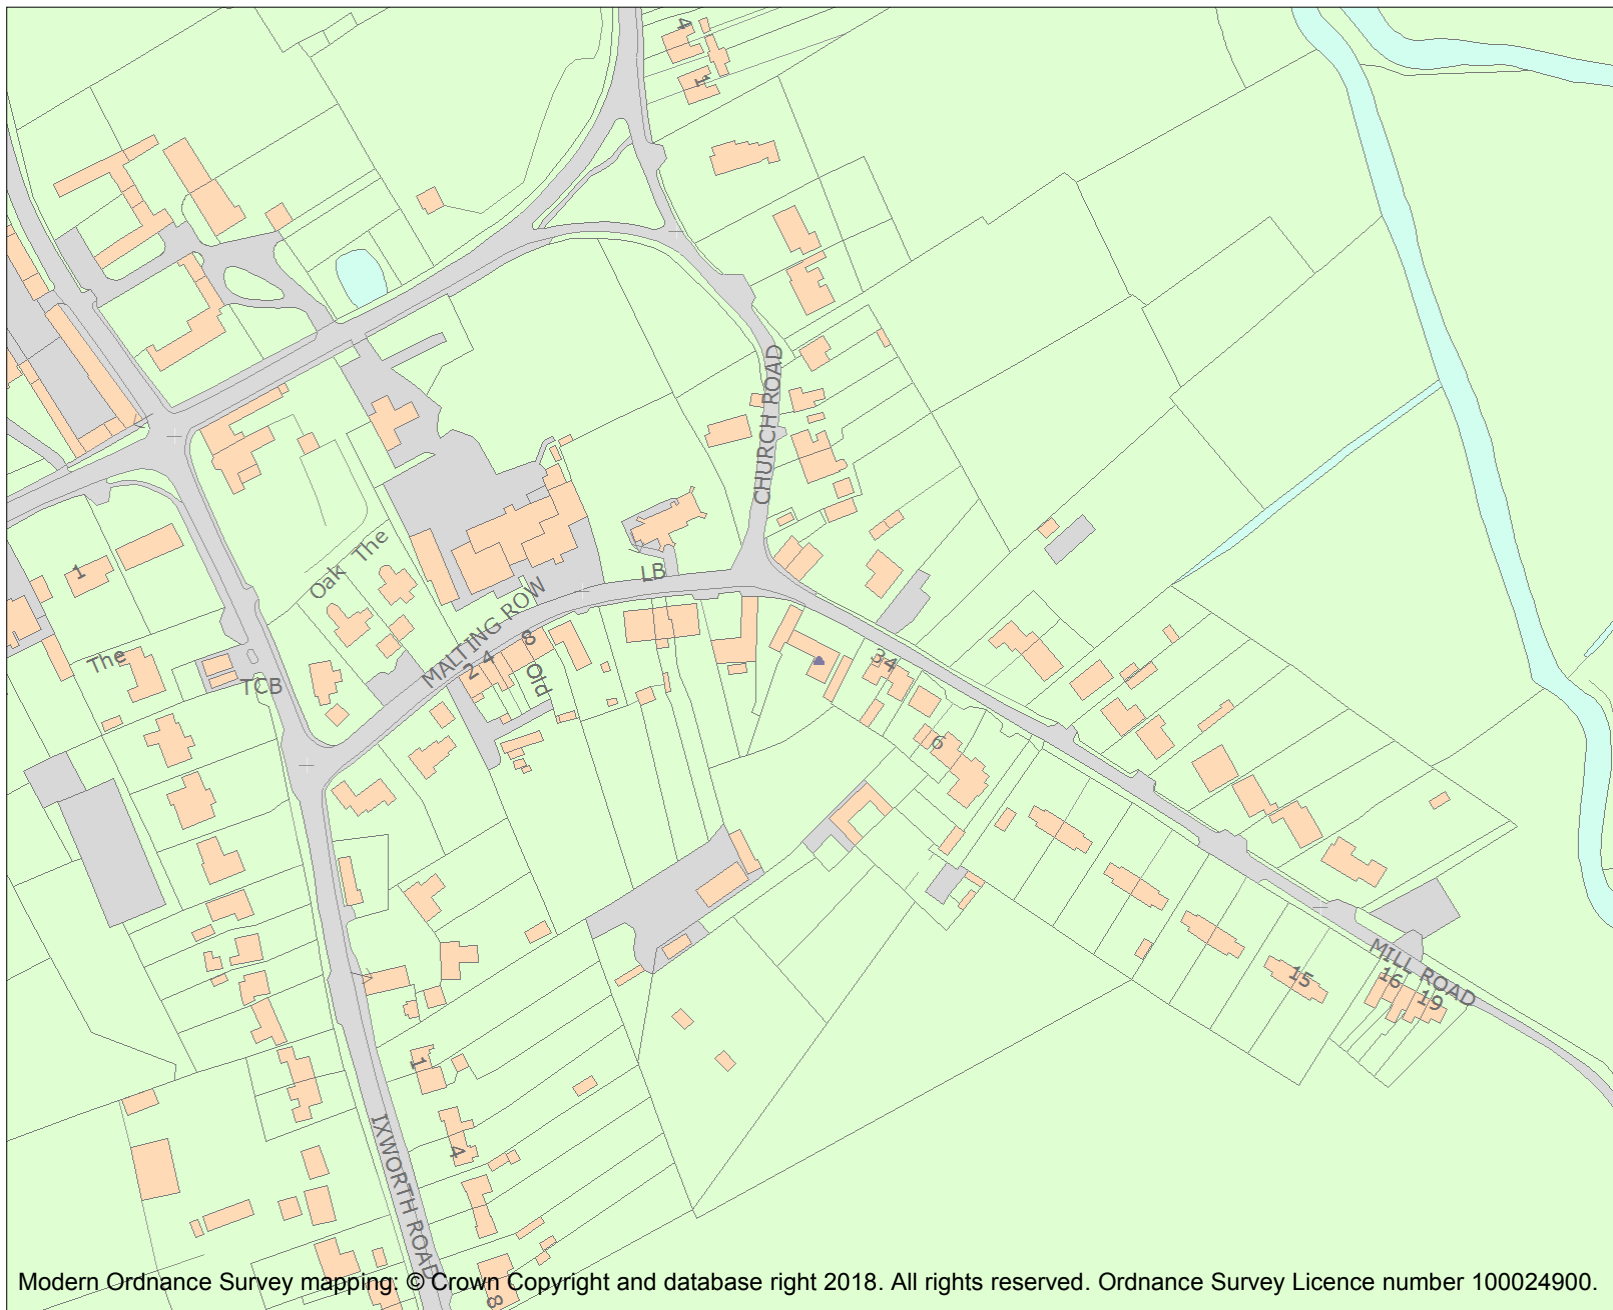 4
1
CHURCH ROAD
Oak The
1
LB
MALTING ROW
2 4 8
Old
The
TCB
34
6
MILL ROAD
15
16
19
1
4
IXWORTH ROAD
8
Modern Ordnance Survey mapping: © Crown Copyright and database right 2018. All rights reserved. Ordnance Survey Licence number 100024900.